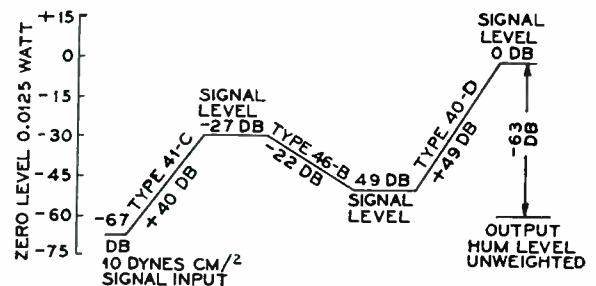 ZERO LEVEL 0.0125 WATT
+15
0
-15
-30
-45
-60
-75
-67
DB
10 DYNES CM/2
SIGNAL INPUT
TYPE 41-C
+40 DB
SIGNAL
LEVEL
-27 DB
TYPE 46-B
-22 DB
49 DB
SIGNAL
LEVEL
TYPE 40-D
+49 DB
SIGNAL
LEVEL
0 DB
-63
DB
OUTPUT
HUM LEVEL
UNWEIGHTED